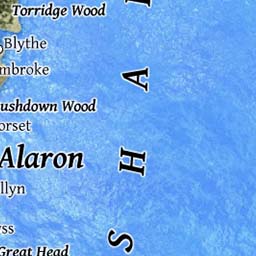 Torridge Wood
Blythe
mbroke
ushdown Wood
orset
Alaron
llyn
ss
Great Head
S H A